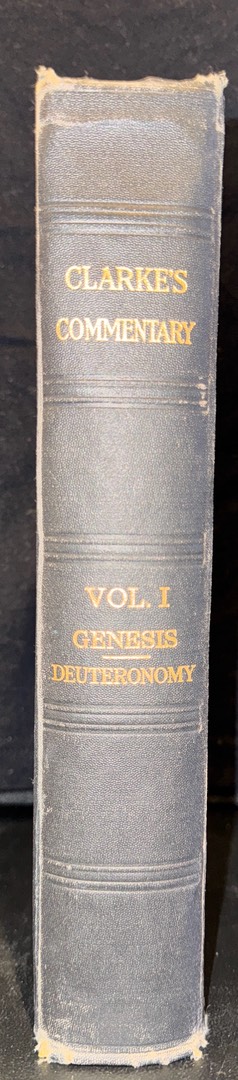 CLARKE'S
COMMENTARY
VOL. I
GENESIS
DEUTERONOMY